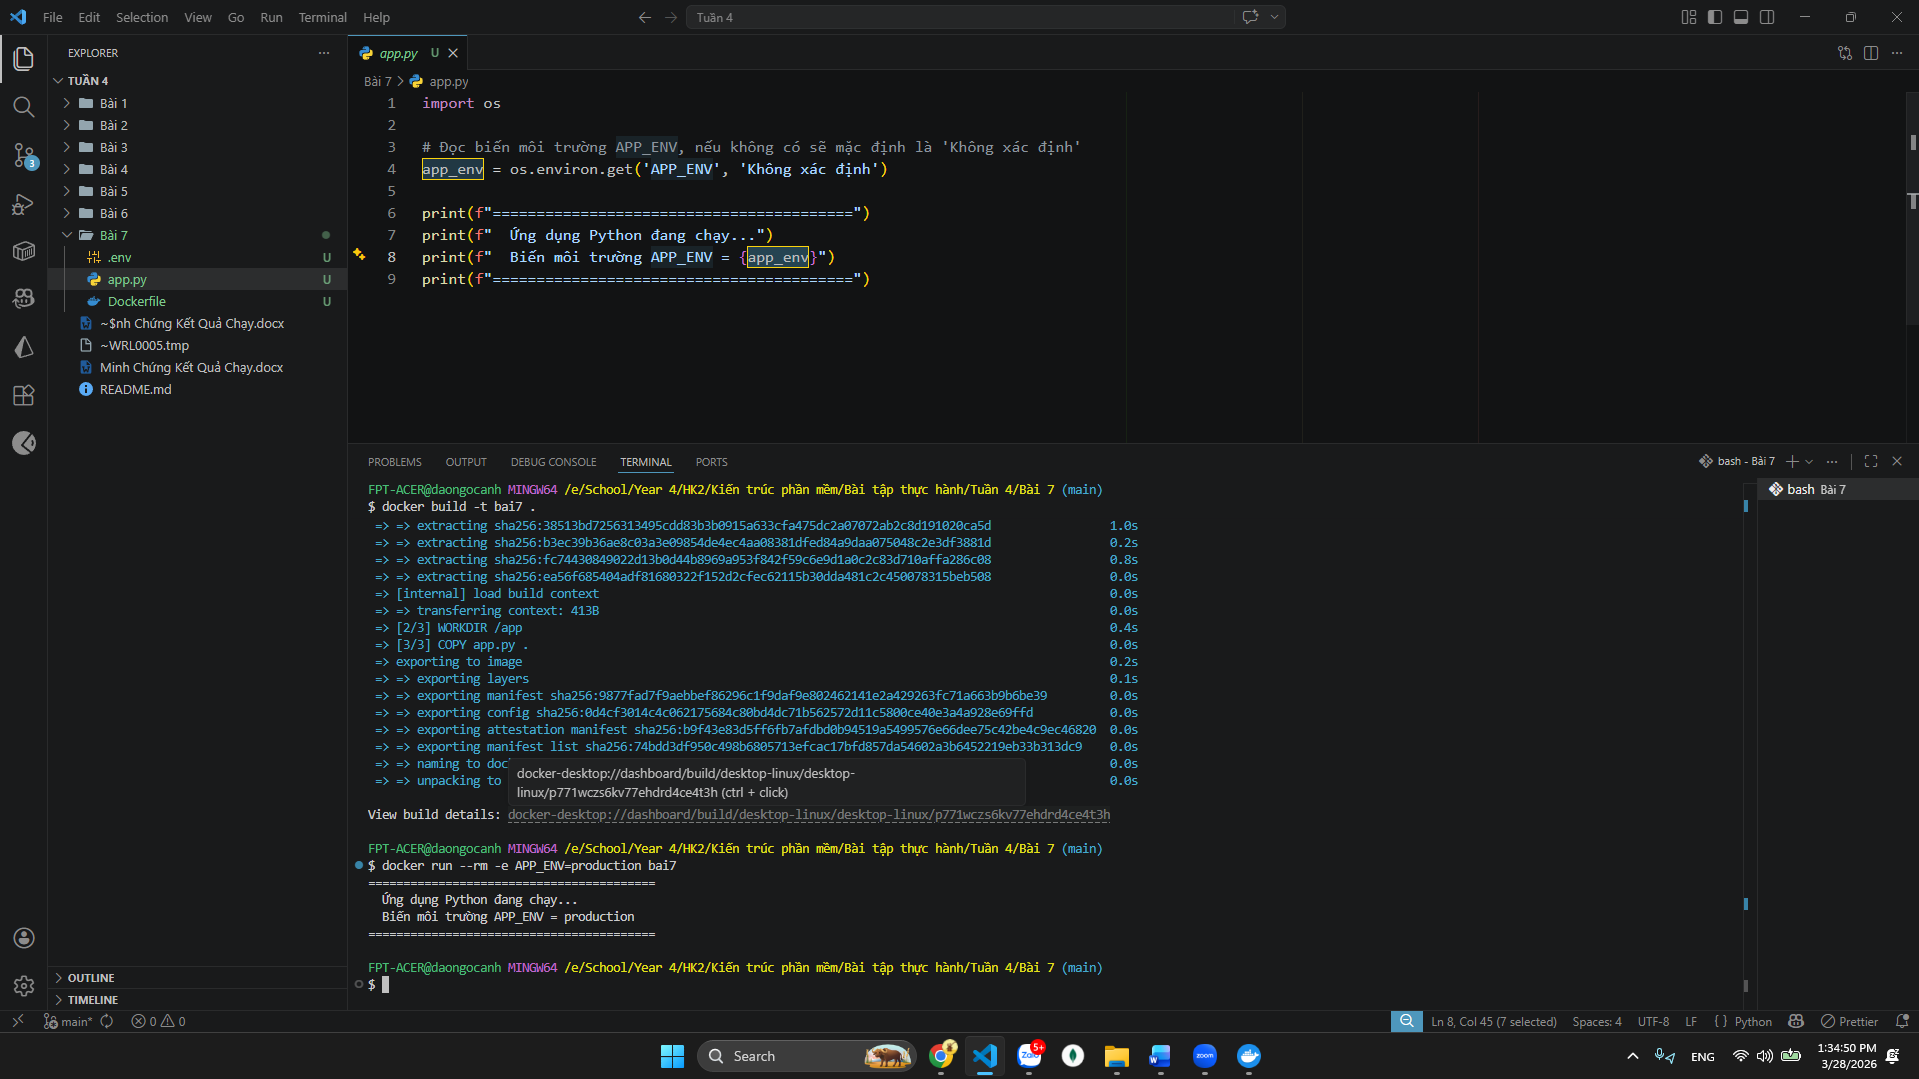 File Edit Selection View Go Run Terminal Help
Tuần 4
EXPLORER
TUẦN 4
Bài 1
Bài 2
Bài 3
Bài 4
Bài 5
Bài 6
Bài 7
.env U
app.py U
Dockerfile U
~$nh Chứng Kết Quả Chạy.docx
~WRL0005.tmp
Minh Chứng Kết Quả Chạy.docx
README.md
OUTLINE
TIMELINE
3
app.py U
Bài 7 > app.py
1 import os
2
3 # Đọc biến môi trường APP_ENV, nếu không có sẽ mặc định là 'Không xác định'
4 app_env = os.environ.get('APP_ENV', 'Không xác định')
5
6 print(f"=========================================")
7 print(f"  Ứng dụng Python đang chạy...")
8 print(f"  Biến môi trường APP_ENV = {app_env}")
9 print(f"=========================================")
PROBLEMS OUTPUT DEBUG CONSOLE TERMINAL PORTS
bash - Bài 7
bash Bài 7
FPT-ACER@daongocanh MINGW64 /e/School/Year 4/HK2/Kiến trúc phần mềm/Bài tập thực hành/Tuần 4/Bài 7 (main)
$ docker build -t bai7 .
=> => extracting sha256:38513bd7256313495cdd83b3b0915a633cfa475dc2a07072ab2c8d191020ca5d 1.0s
=> => extracting sha256:b3ec39b36ae8c03a3e09854de4ec4aa08381dfed84a9daa075048c2e3df3881d 0.2s
=> => extracting sha256:fc74430849022d13b0d44b8969a953f842f59c6e9d1a0c2c83d710affa286c08 0.8s
=> => extracting sha256:ea56f685404adf81680322f152d2cfec62115b30dda481c2c450078315beb508 0.0s
=> [internal] load build context 0.0s
=> => transferring context: 413B 0.0s
=> [2/3] WORKDIR /app 0.4s
=> [3/3] COPY app.py . 0.0s
=> exporting to image 0.2s
=> => exporting layers 0.1s
=> => exporting manifest sha256:9877fad7f9aebbef86296c1f9daf9e802462141e2a429263fc71a663b9b6be39 0.0s
=> => exporting config sha256:0d4cf3014c4c062175684c80bd4dc71b562572d11c5800ce40e3a4a928e69ffd 0.0s
=> => exporting attestation manifest sha256:b9f43e83d5ff6fb7afdbd0b94519a5499576e66dee75c42be4c9ec46820 0.0s
=> => exporting manifest list sha256:74bdd3df950c498b6805713efcac17bfd857da54602a3b6452219eb33b313dc9 0.0s
=> => naming to doc 0.0s
=> => unpacking to 0.0s
docker-desktop://dashboard/build/desktop-linux/desktop-
linux/p771wczs6kv77ehdrd4ce4t3h (ctrl + click)
View build details: docker-desktop://dashboard/build/desktop-linux/desktop-linux/p771wczs6kv77ehdrd4ce4t3h
FPT-ACER@daongocanh MINGW64 /e/School/Year 4/HK2/Kiến trúc phần mềm/Bài tập thực hành/Tuần 4/Bài 7 (main)
$ docker run --rm -e APP_ENV=production bai7
=========================================
Ứng dụng Python đang chạy...
Biến môi trường APP_ENV = production
=========================================
FPT-ACER@daongocanh MINGW64 /e/School/Year 4/HK2/Kiến trúc phần mềm/Bài tập thực hành/Tuần 4/Bài 7 (main)
$
main* 0 0 Ln 8, Col 45 (7 selected) Spaces: 4 UTF-8 LF {} Python Prettier
Search
5+
Zalo
zoom
ENG
1:34:50 PM
3/28/2026